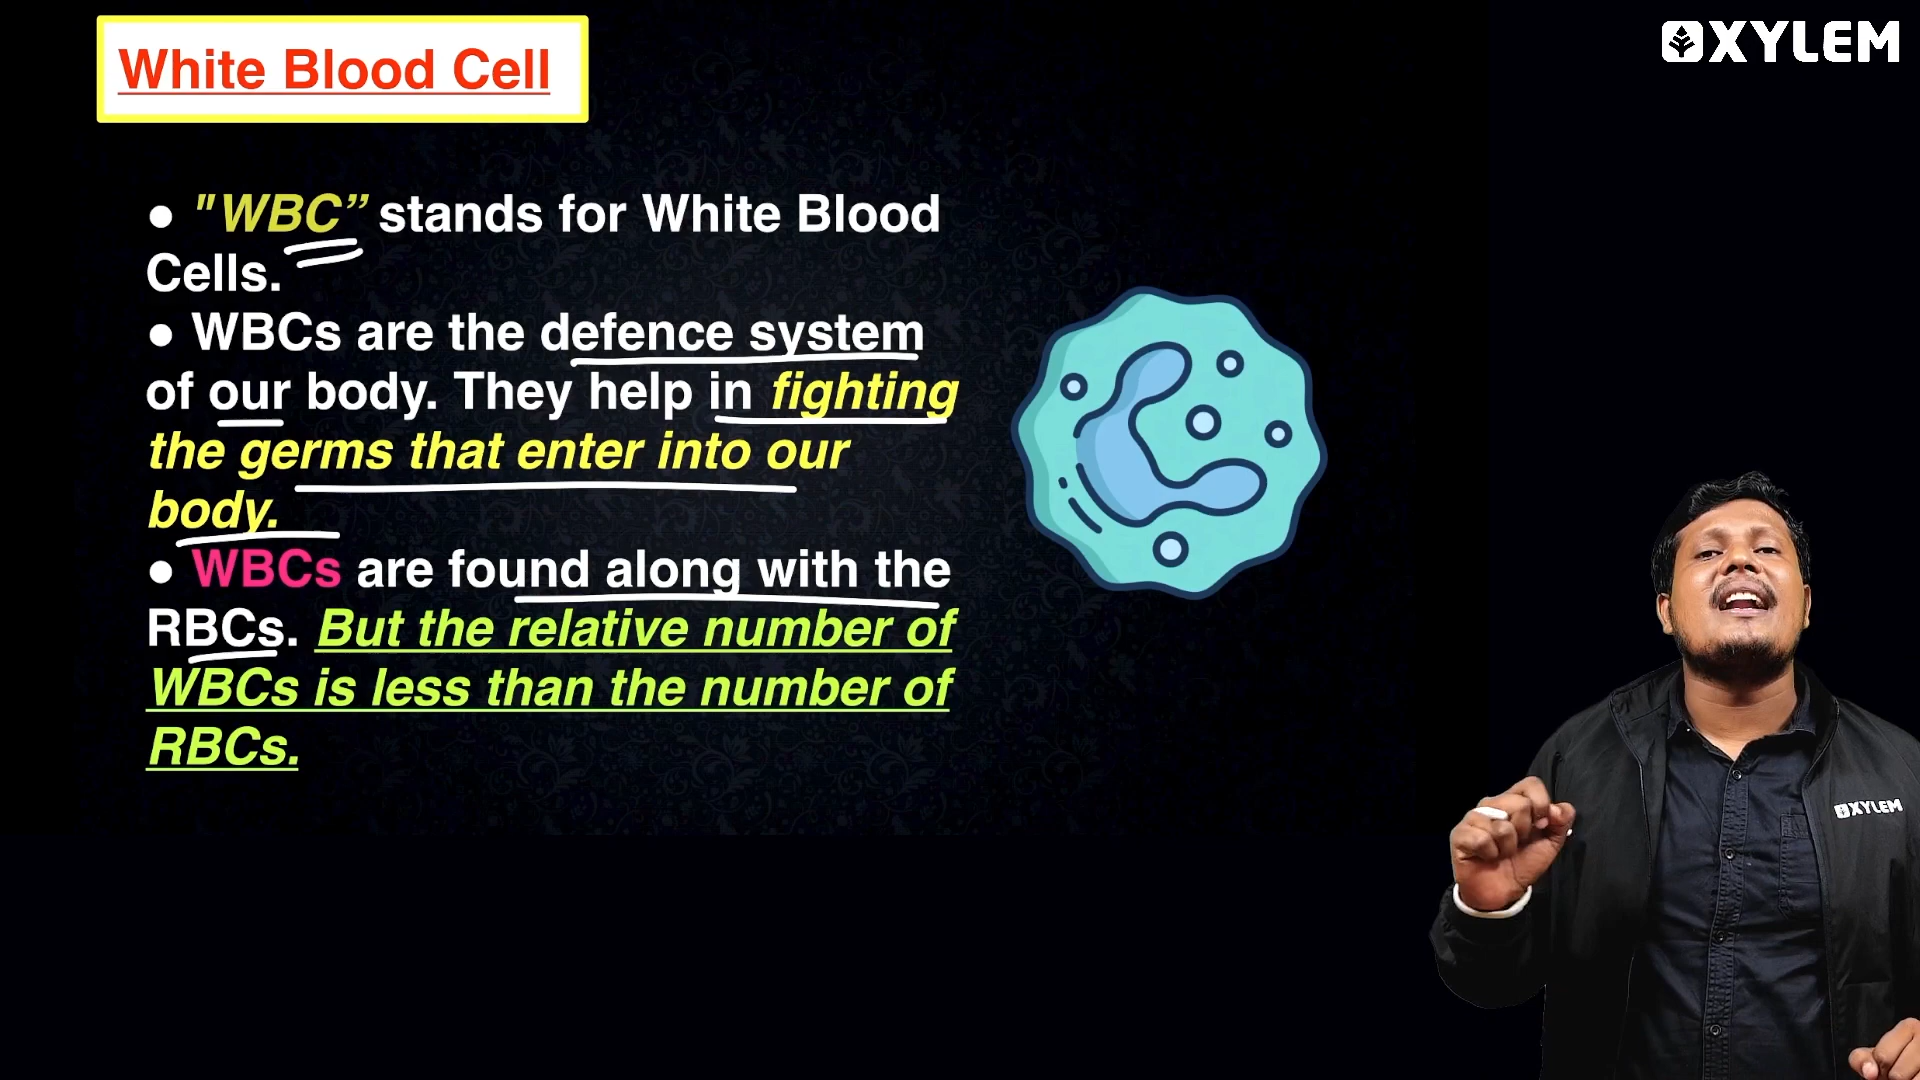 White Blood Cell
XYLEM
● "WBC” stands for White Blood
Cells.
● WBCs are the defence system
of our body. They help in fighting
the germs that enter into our
body.
● WBCs are found along with the
RBCs. But the relative number of
WBCs is less than the number of
RBCs.
XYLEM